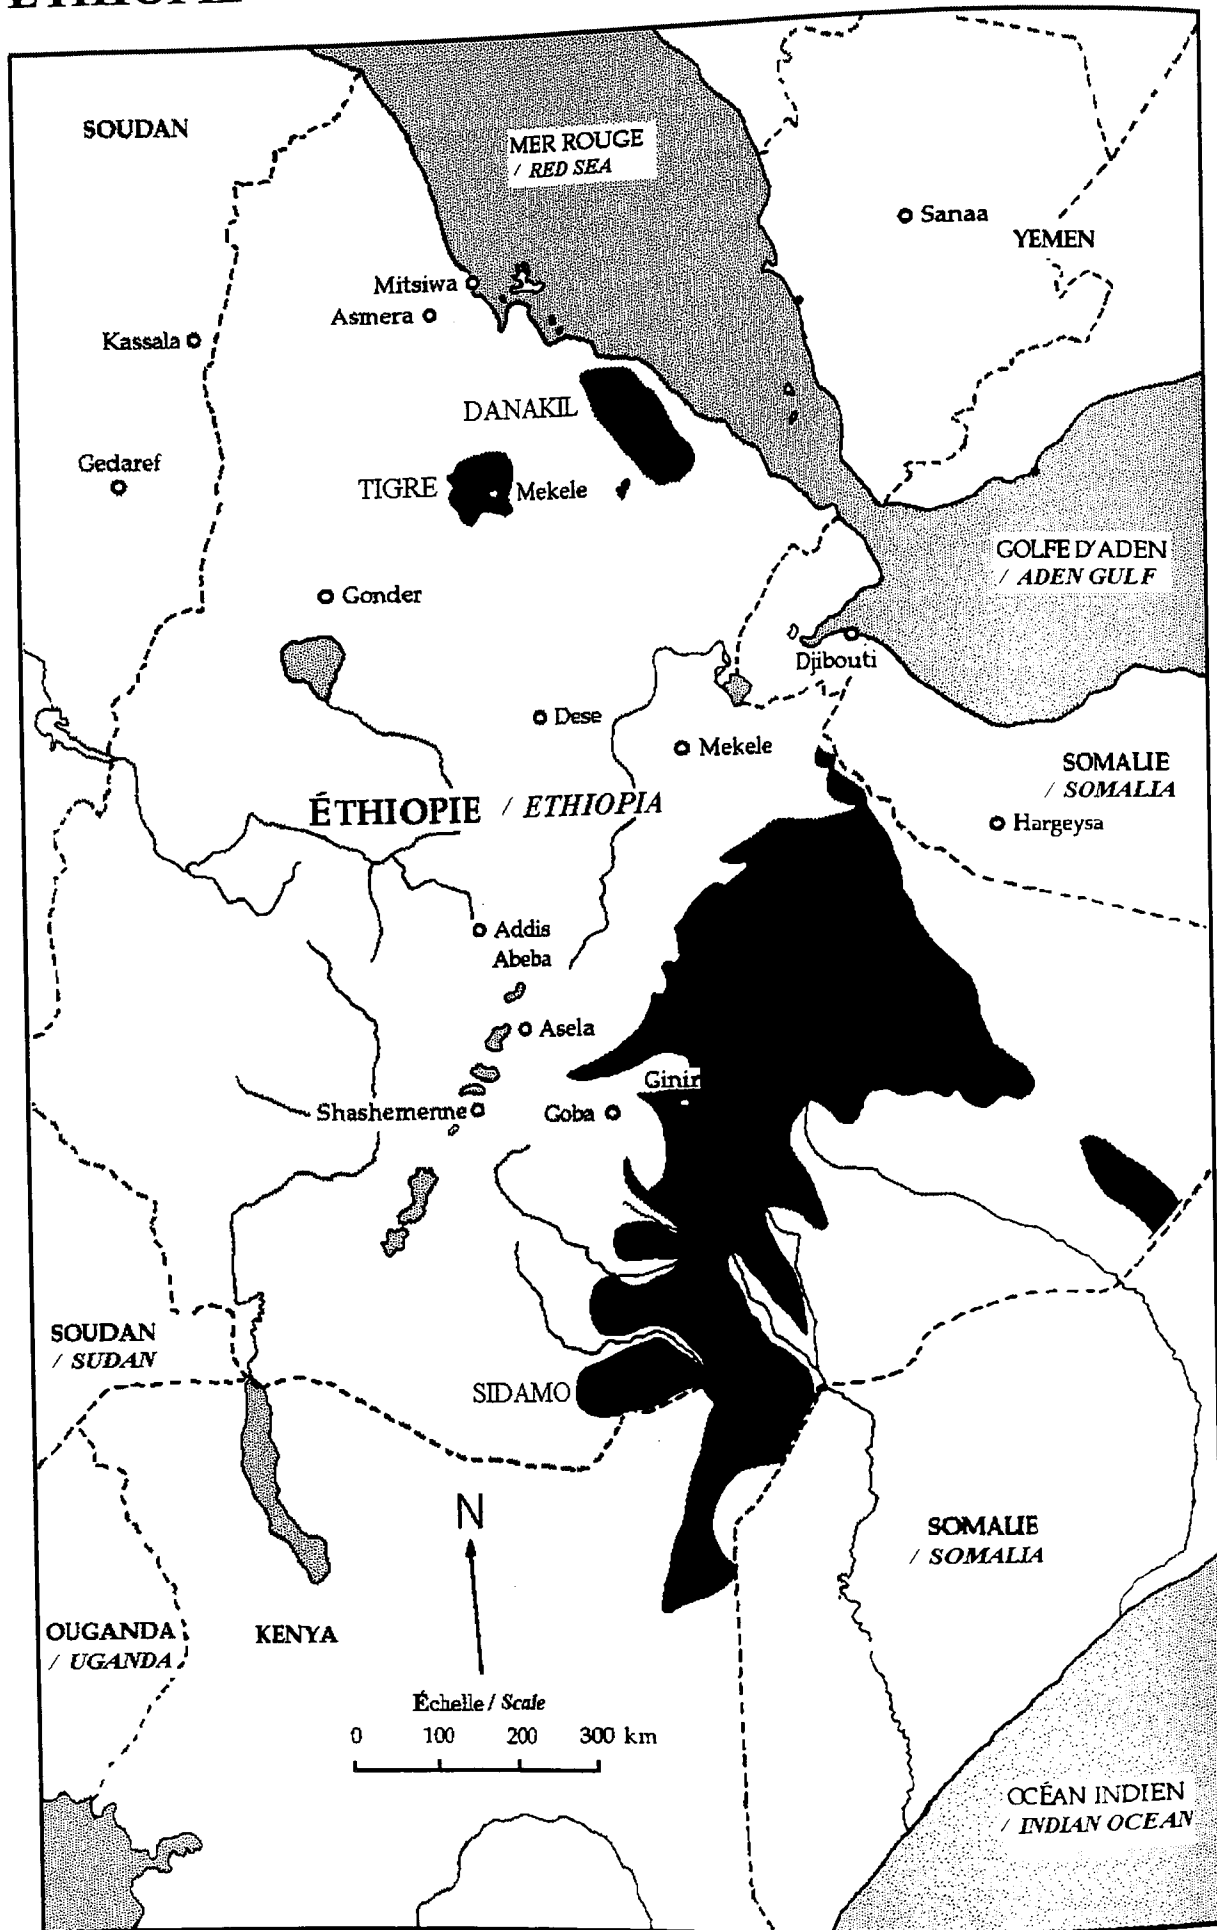 SOUDAN
MER ROUGE
/ RED SEA
Sanaa
YEMEN
Mitsiwa
Asmera
Kassala
DANAKIL
Gedaref
TIGRE
Mekele
GOLFE D'ADEN
/ ADEN GULF
Gonder
Djibouti
Dese
Mekele
SOMALIE
/ SOMALIA
ÉTHIOPIE / ETHIOPIA
Hargeysa
Addis
Abeba
Asela
Ginir
Shashemenne
Goba
SOUDAN
/ SUDAN
SIDAMO
N
SOMALIE
/ SOMALIA
OUGANDA
/ UGANDA
KENYA
Échelle / Scale
0 100 200 300 km
OCÉAN INDIEN
/ INDIAN OCEAN